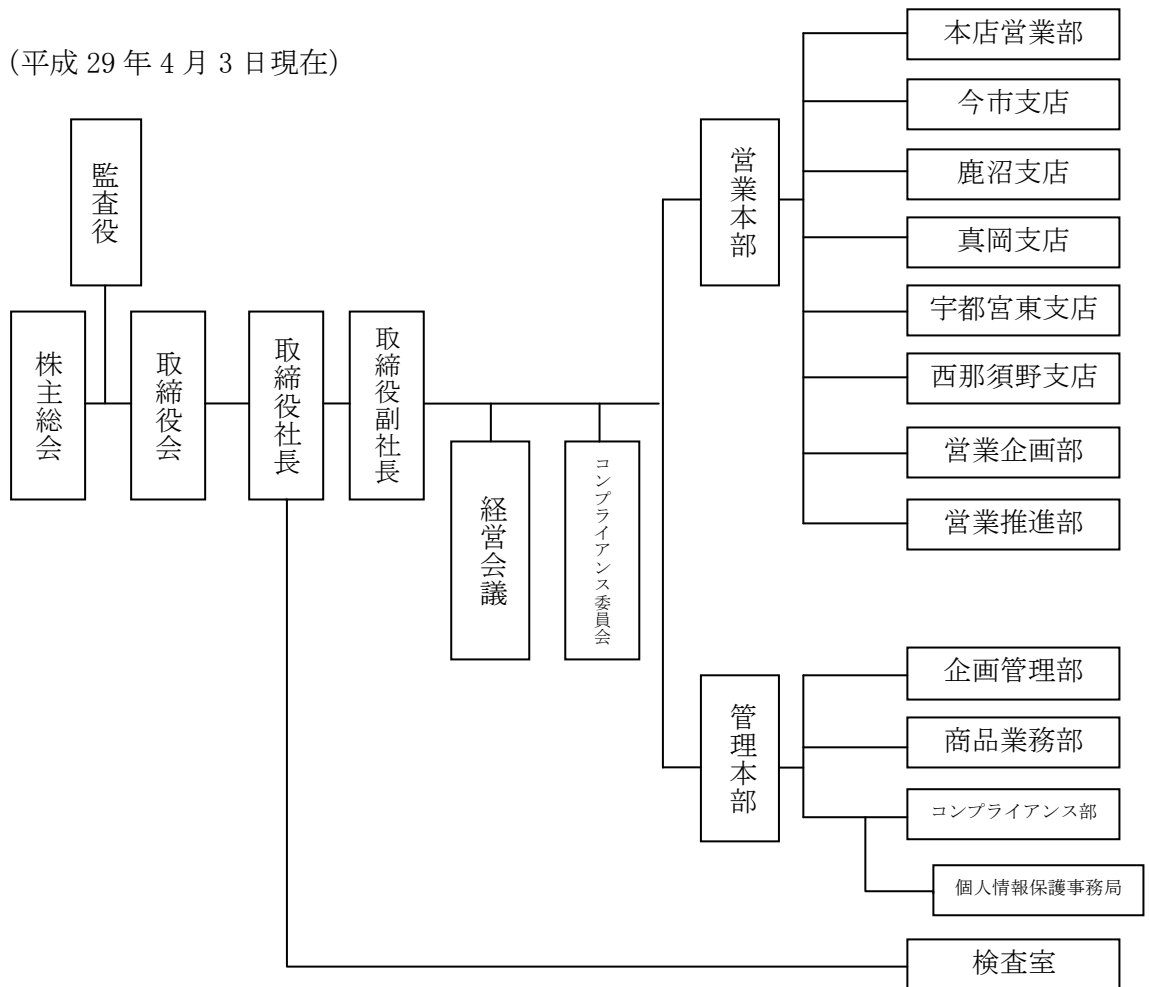 (平成 29 年 4 月 3 日現在)
監査役
株主総会
取締役会
取締役社長
取締役副社長
経営会議
コンプライアンス委員会
営業本部
本店営業部
今市支店
鹿沼支店
真岡支店
宇都宮東支店
西那須野支店
営業企画部
営業推進部
管理本部
企画管理部
商品業務部
コンプライアンス部
個人情報保護事務局
検査室